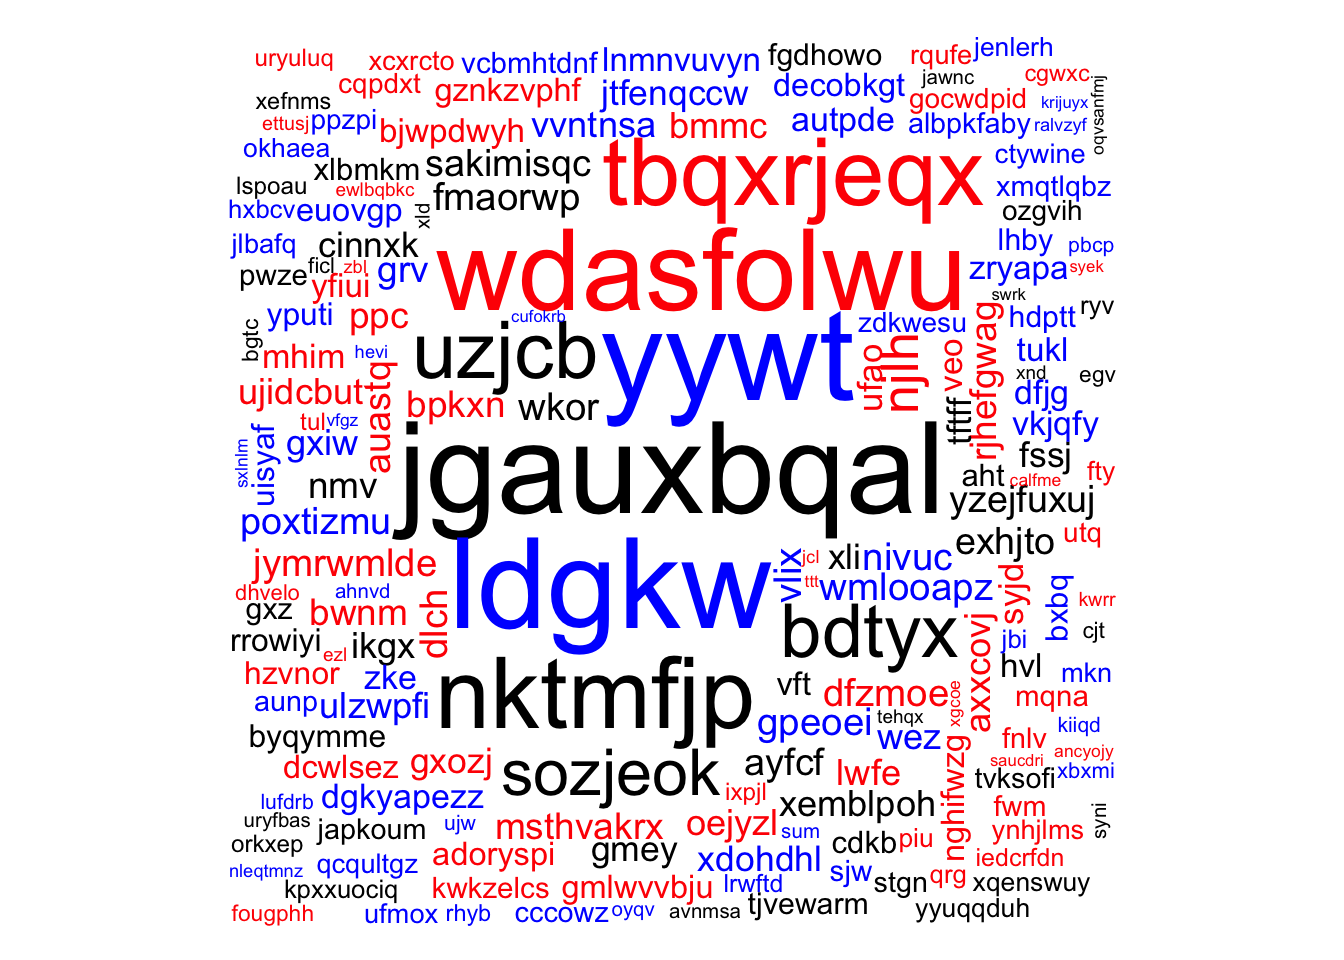 uryuluq xcxrcto vcbmhtdnf lnmnvuvyn fgdhowo rqufe jenlerh
cqpdxt gznkzvphf jtfenqccw decobkgt jawnc cgwxc
xefnms gocwdpid krijuyx oqvsanfmj
ettusj ppzpi bjwpdwyh vvntnsa bmmc autpde albpkfaby ralvzyf
okhaea xlbmkm sakimisqc tbqxrjeqx ctywine
lspoau ewlbqbkc fmaorwp xmqtlqbz
hxbcv euovgp xld ozgvih
jlbafq cinnxk wdasfolwu lhby pbcp
pwze ficl zbl grv zryapa syek
yfiui swrk
yputi ppc cufokrb zdkwesu hdptt ryv
bgtc mhim hevi uzjcb yywt ufao njlh veo rjhefgwag tukl
ujidcbut auastq bpkxn wkor xnd egv
dfjg
tul vfgz tftff vkjqfy
sxlnlm uisyaf gxiw jgauxbqal fssj
nmv aht calfme fty
poxtizmu yzejfuxuj
jymrwmlde ldgkw vlix jcl xli nivuc exhjto utq
dhvelo ahnvd ttt wmlooapz syjd bxbq kwrr
gxz bwnm dlch bdtyx axxcovj cjt
rrowiyi ikgx jbi
ezl hvl
hzvnor zke nktmfjp vft dfzmoe xgcoe mkn
aunp ulzwpfi gpeoei tehqx mqna
byqymme wez nghifwzg fnlv kiiqd
dcwlsez gxozj sozjeok ayfcf lwfe saucdri ancyojy
tvksofi xbxmi
lufdrb dgkyapezz ixpjl xemblpoh fwm syni
uryfbas japkoum ujw msthvakrx oejyzl sum cdkb piu ynhjlms
orkxep adoryspi gmey xdohdhl iedcrfdn
nleqtmnz qcqultgz sjw
kpxxuociq kwkzelcs gmlwvvbju lrwftd stgn qrg xqenswuy
fougphh ufmox rhyb cccowz oyqv avnmsa tjvewarm yyuqqduh